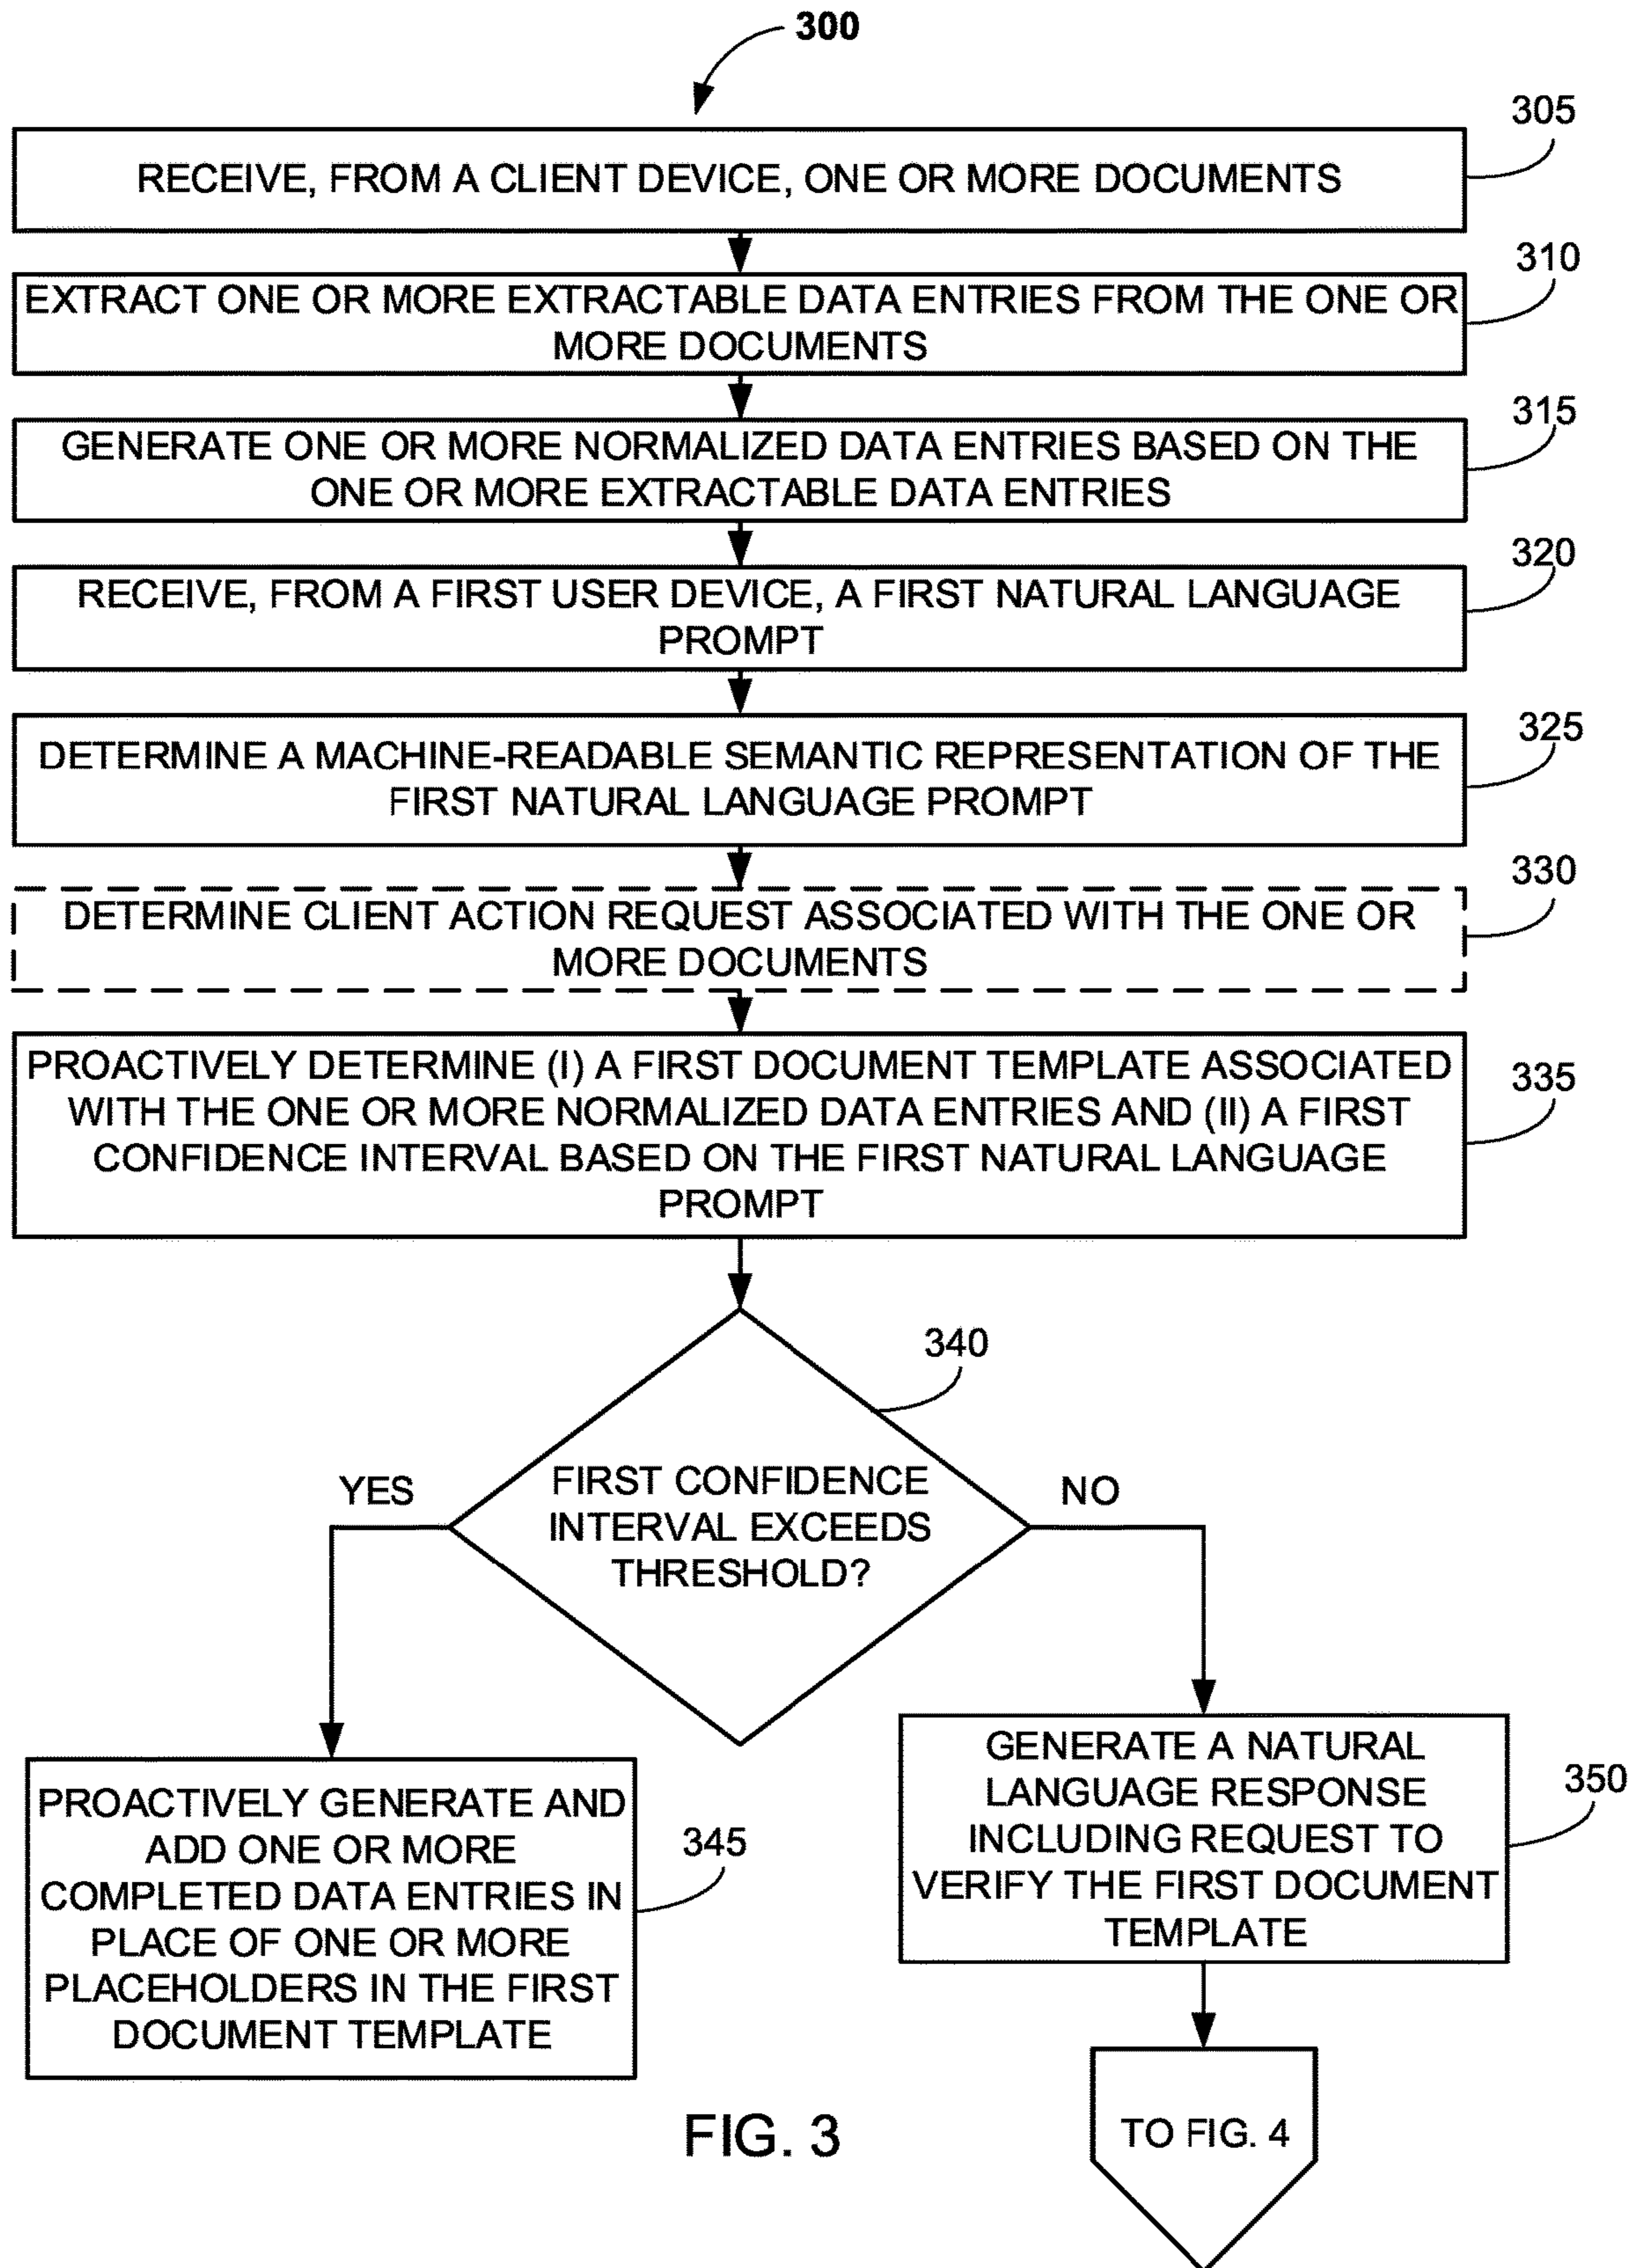 300
305
RECEIVE, FROM A CLIENT DEVICE, ONE OR MORE DOCUMENTS
310
EXTRACT ONE OR MORE EXTRACTABLE DATA ENTRIES FROM THE ONE OR
MORE DOCUMENTS
315
GENERATE ONE OR MORE NORMALIZED DATA ENTRIES BASED ON THE
ONE OR MORE EXTRACTABLE DATA ENTRIES
320
RECEIVE, FROM A FIRST USER DEVICE, A FIRST NATURAL LANGUAGE
PROMPT
325
DETERMINE A MACHINE-READABLE SEMANTIC REPRESENTATION OF THE
FIRST NATURAL LANGUAGE PROMPT
330
DETERMINE CLIENT ACTION REQUEST ASSOCIATED WITH THE ONE OR
MORE DOCUMENTS
335
PROACTIVELY DETERMINE (I) A FIRST DOCUMENT TEMPLATE ASSOCIATED
WITH THE ONE OR MORE NORMALIZED DATA ENTRIES AND (II) A FIRST
CONFIDENCE INTERVAL BASED ON THE FIRST NATURAL LANGUAGE
PROMPT
340
FIRST CONFIDENCE
INTERVAL EXCEEDS
THRESHOLD?
YES
NO
PROACTIVELY GENERATE AND
ADD ONE OR MORE
COMPLETED DATA ENTRIES IN
PLACE OF ONE OR MORE
PLACEHOLDERS IN THE FIRST
DOCUMENT TEMPLATE
345
GENERATE A NATURAL
LANGUAGE RESPONSE
INCLUDING REQUEST TO
VERIFY THE FIRST DOCUMENT
TEMPLATE
350
TO FIG. 4
FIG. 3